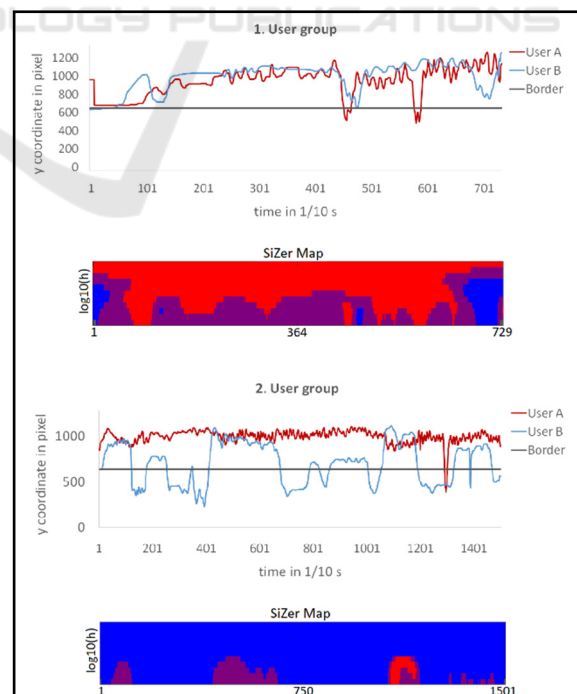 OLOGY PUBLICATIONS
1. User group
1200
1000
800
600
400
200
0
y coordinate in pixel
User A
User B
Border
1 101 201 301 401 501 601 701
time in 1/10 s
SiZer Map
log10(h)
1 364 729
2. User group
1000
500
0
y coordinate in pixel
User A
User B
Border
1 201 401 601 801 1001 1201 1401
time in 1/10 s
SiZer Map
log10(h)
1 750 1501